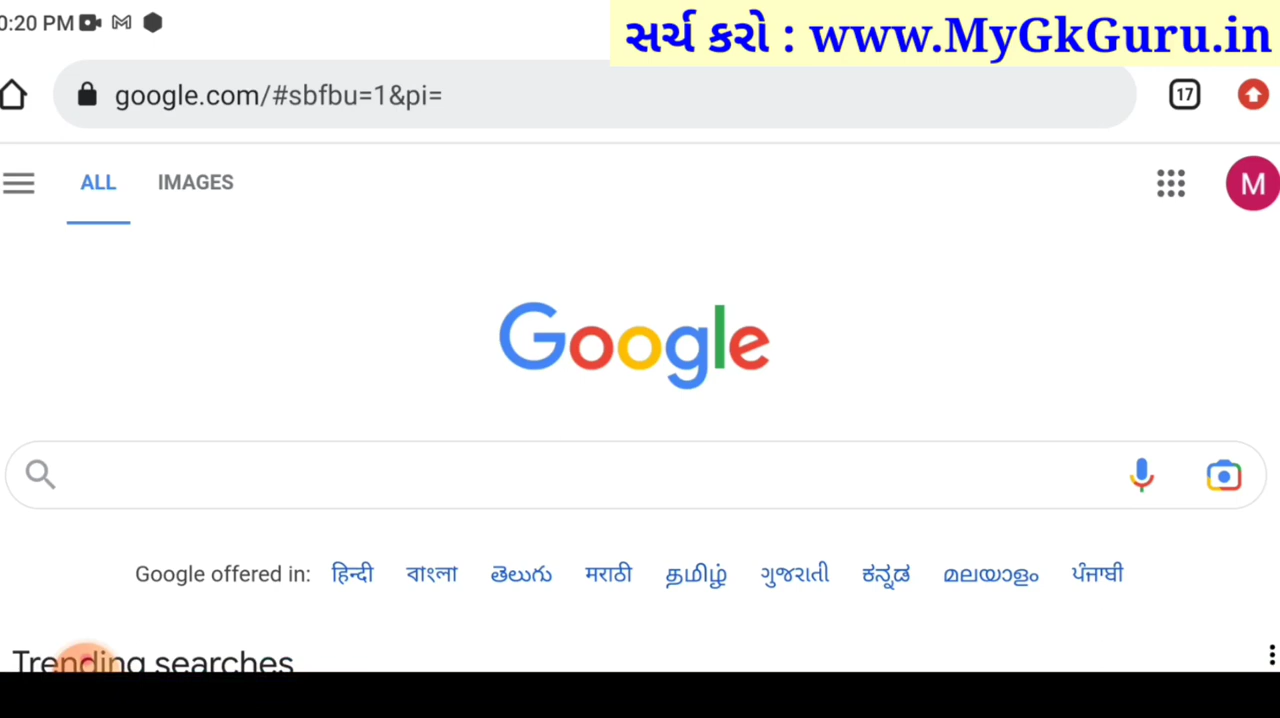 0:20 PM
સર્ચ કરો : www.MyGkGuru.in
google.com/#sbfbu=1&pi=
17
ALL IMAGES
M
Google
Google offered in: हिन्दी বাংলা తెలుగు मराठी தமிழ் ગુજરાતી ಕನ್ನಡ മലയാളം ਪੰਜਾਬੀ
Trending searches